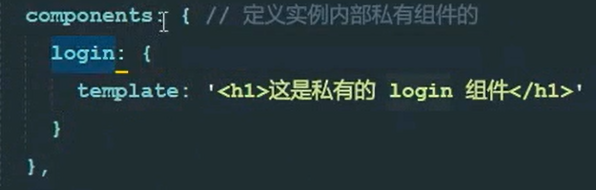 components: { // 定义实例内部私有组件的
login: {
template: '<h1>这是私有的 login 组件</h1>'
}
},